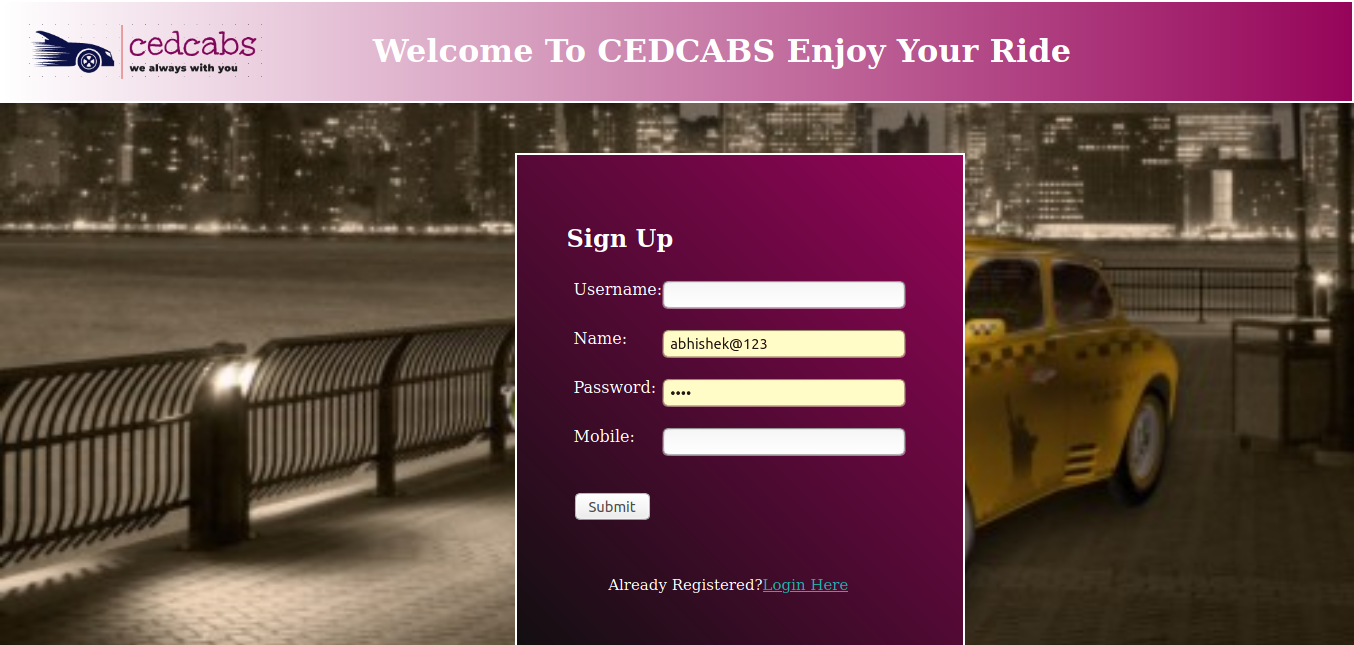 cedcabs
we always with you
Welcome To CEDCABS Enjoy Your Ride
Sign Up
Username:
Name: abhishek@123
Password: ••••
Mobile:
Submit
Already Registered?Login Here